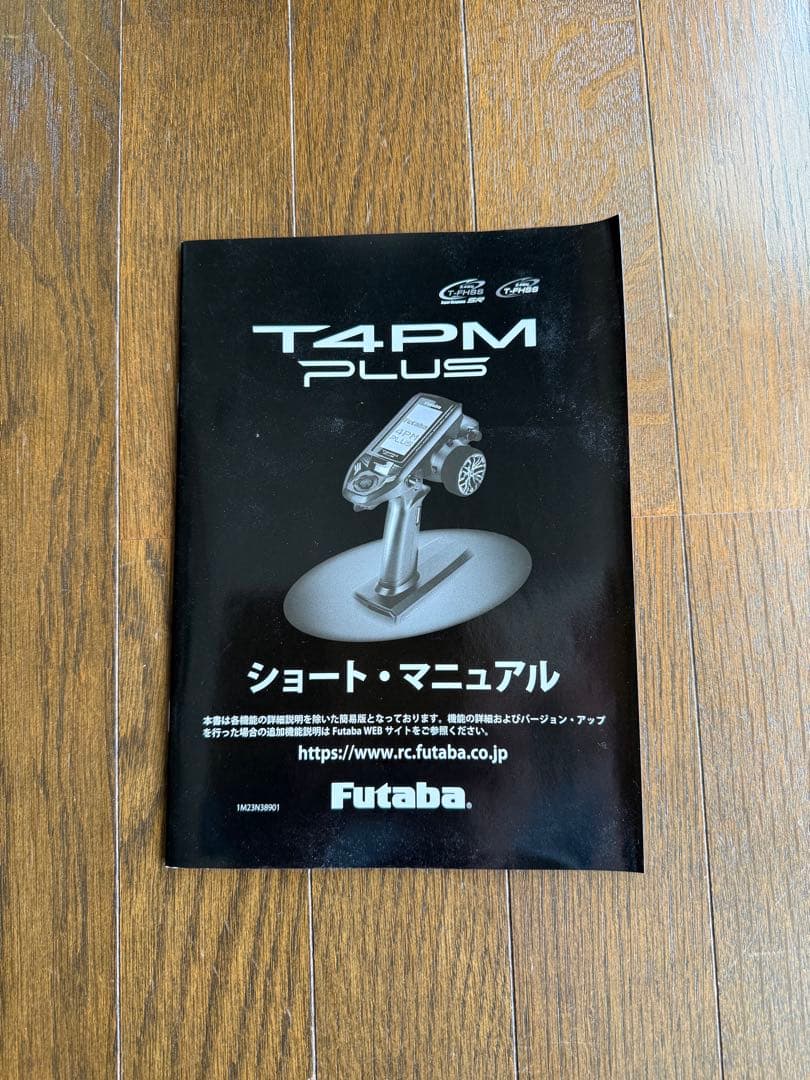 T-FHSS
SR
T-FHSS
T4PM
PLUS
Futaba
4PM
PLUS
ショート・マニュアル
本書は各機能の詳細説明を除いた簡易版となっております。機能の詳細およびバージョン・アップ
を行った場合の追加機能説明は Futaba WEB サイトをご参照ください。
https://www.rc.futaba.co.jp
1M23N38901
Futaba®